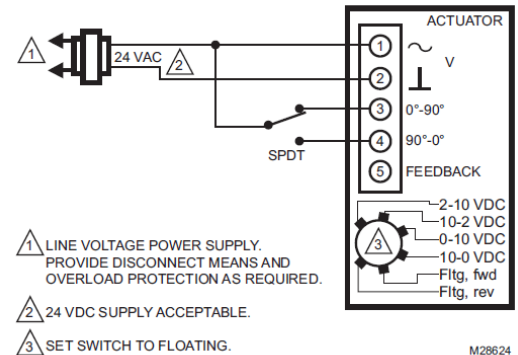 ACTUATOR
1
24 VAC
2
1
V
2
3
0°-90°
4
90°-0°
SPDT
5
FEEDBACK
2-10 VDC
10-2 VDC
3
0-10 VDC
10-0 VDC
Fltg, fwd
Fltg, rev
1 LINE VOLTAGE POWER SUPPLY.
PROVIDE DISCONNECT MEANS AND
OVERLOAD PROTECTION AS REQUIRED.
2 24 VDC SUPPLY ACCEPTABLE.
3 SET SWITCH TO FLOATING.
M28624